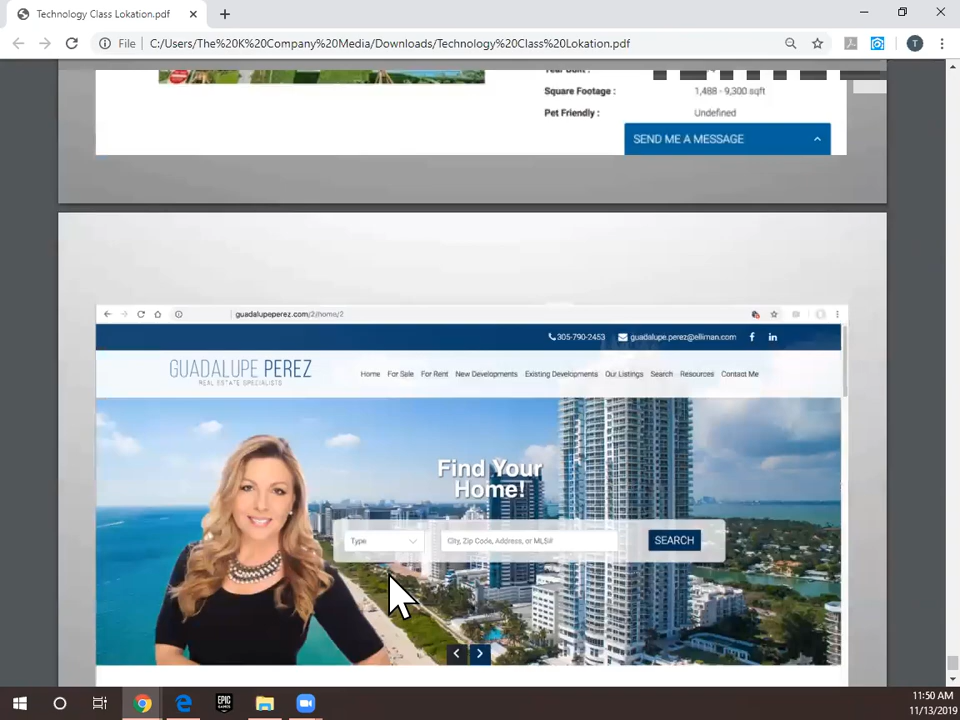 Technology Class Lokation.pdf
File C:/Users/The%20K%20Company%20Media/Downloads/Technology%20Class%20Lokation.pdf
T
Square Footage : 1,488 - 9,300 sqft
Pet Friendly : Undefined
SEND ME A MESSAGE
guadalupeperez.com/2/home/2
305-790-2453 guadalupe.perez@elliman.com f in
GUADALUPE PEREZ
REAL ESTATE SPECIALISTS
Home For Sale For Rent New Developments Existing Developments Our Listings Search Resources Contact Me
Find Your
Home!
Type City, Zip Code, Address, or MLS# SEARCH
EPIC
GAMES
11:50 AM
11/13/2019